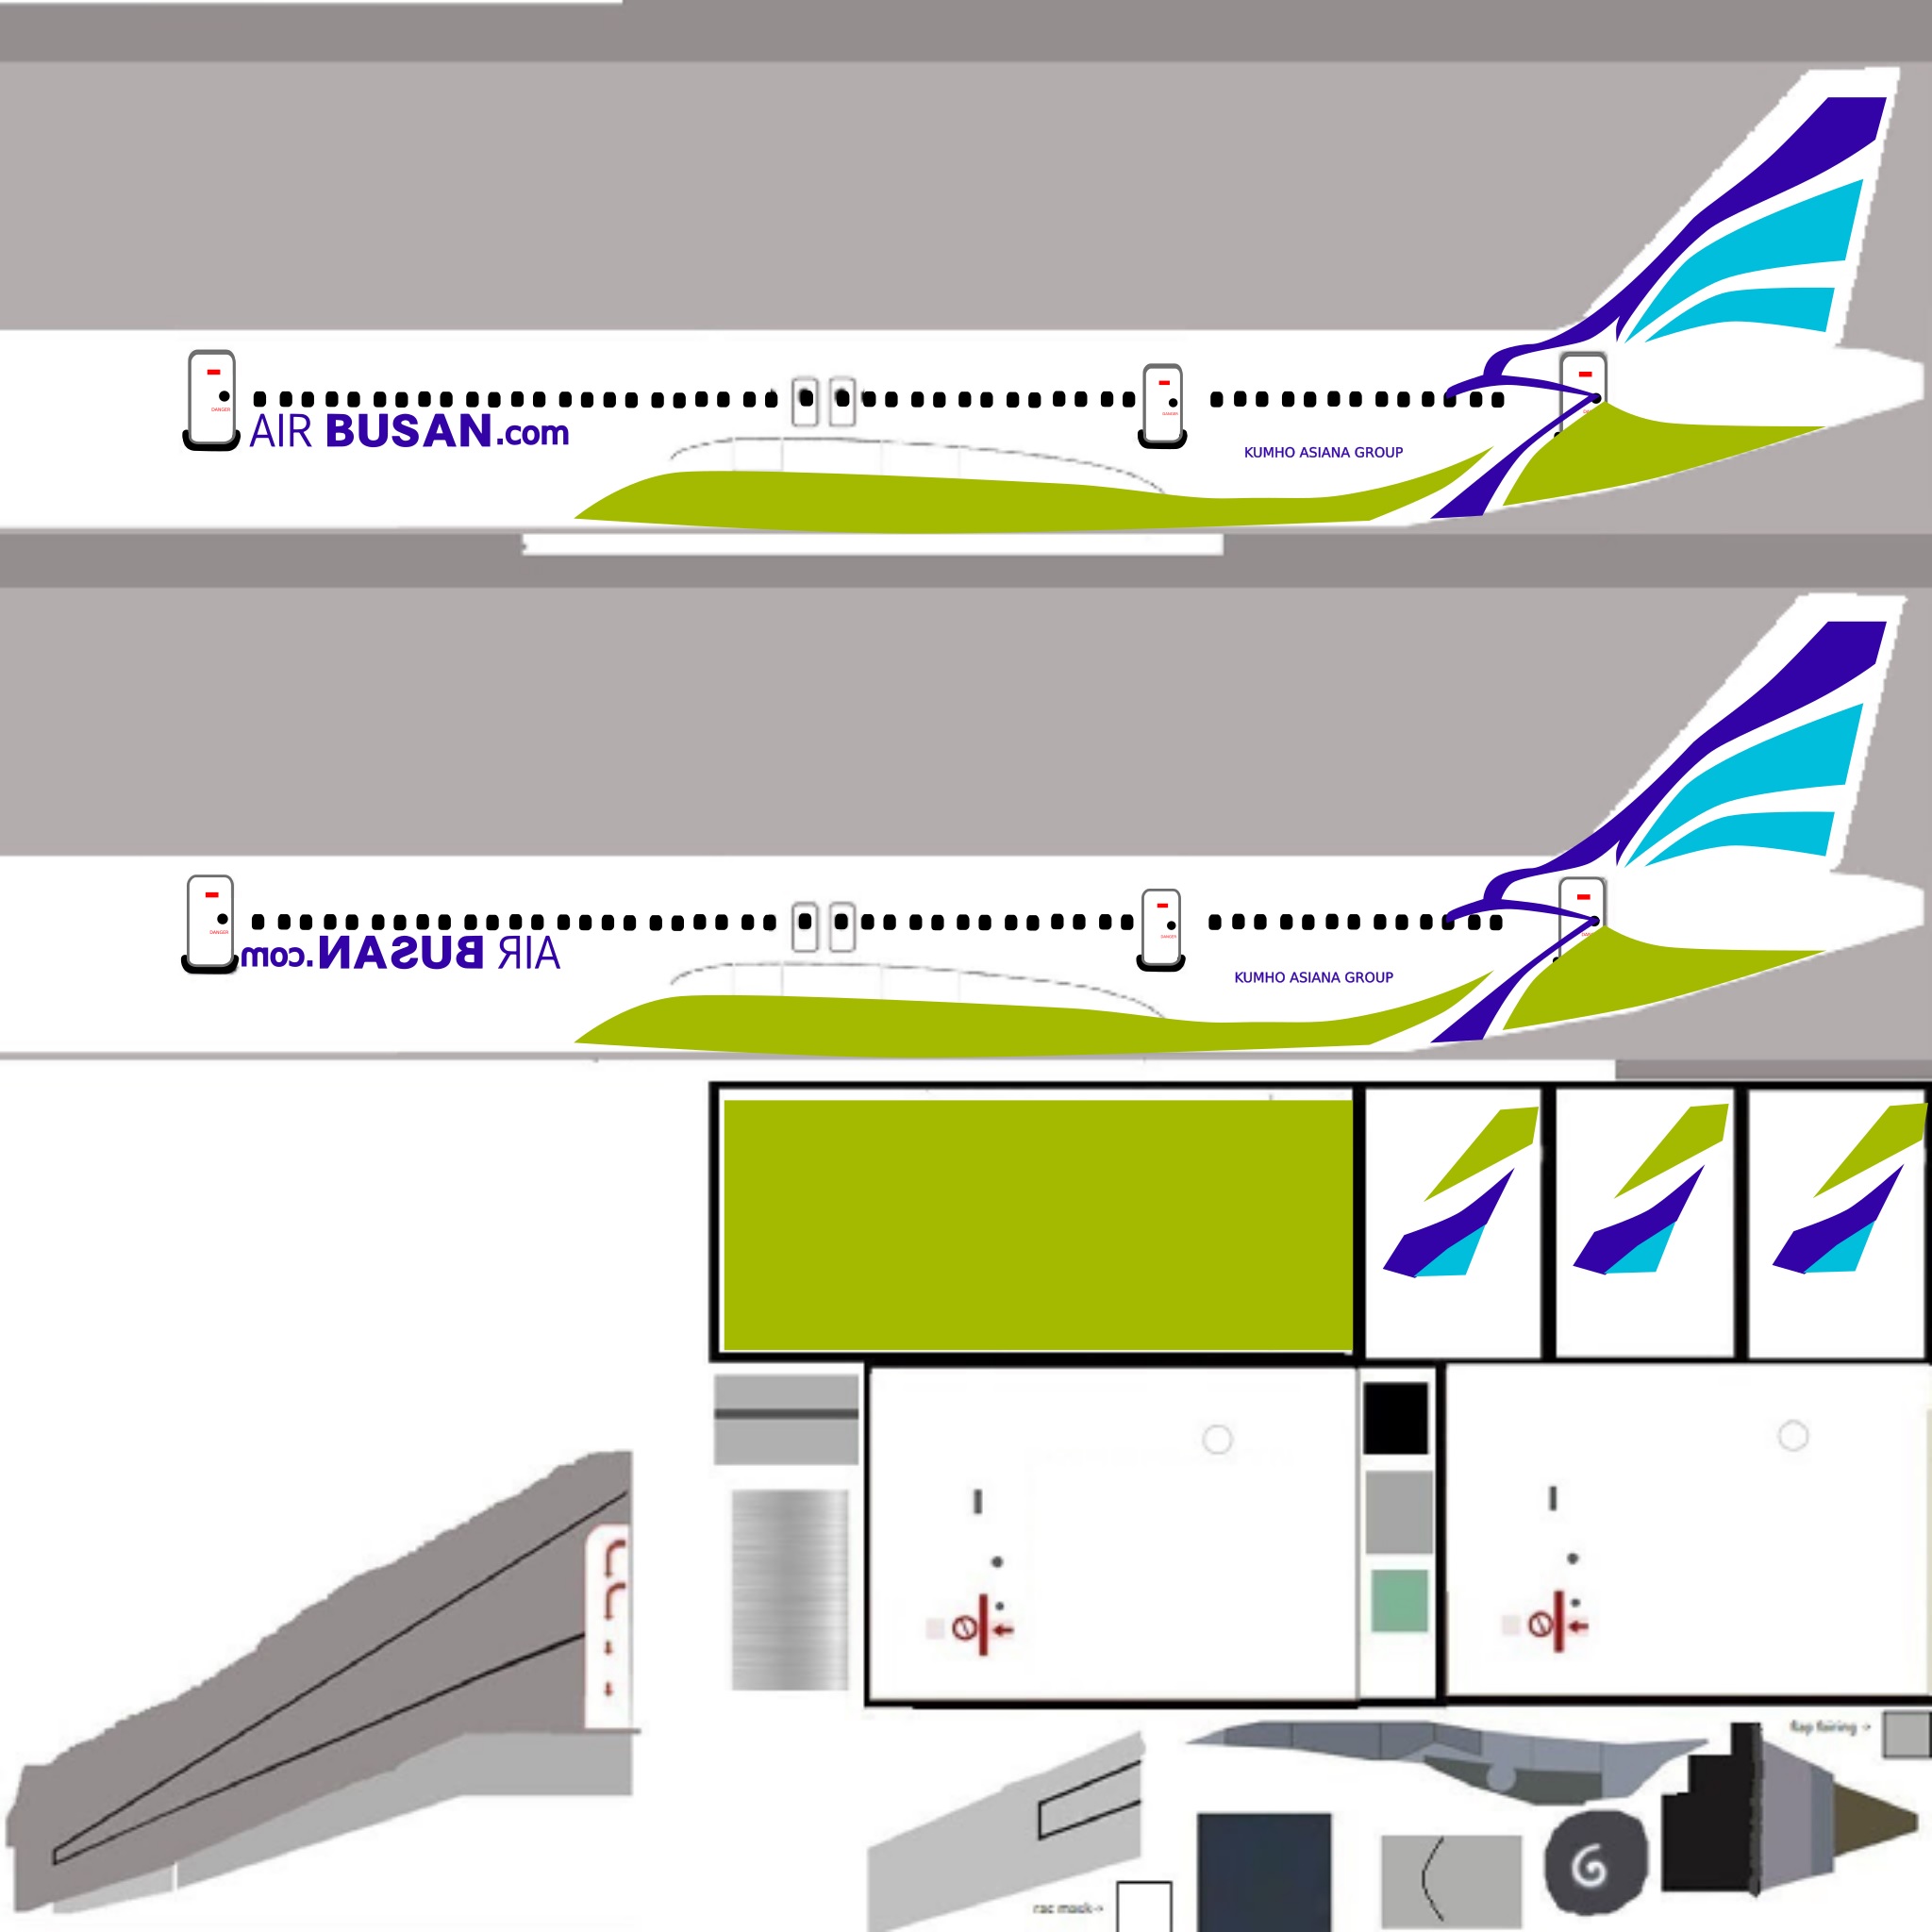 AIR BUSAN.com
KUMHO ASIANA GROUP
DANGER
DANGER
AIR BUSAN.com
KUMHO ASIANA GROUP
DANGER
DANGER
flap fairing ->
rac mask->